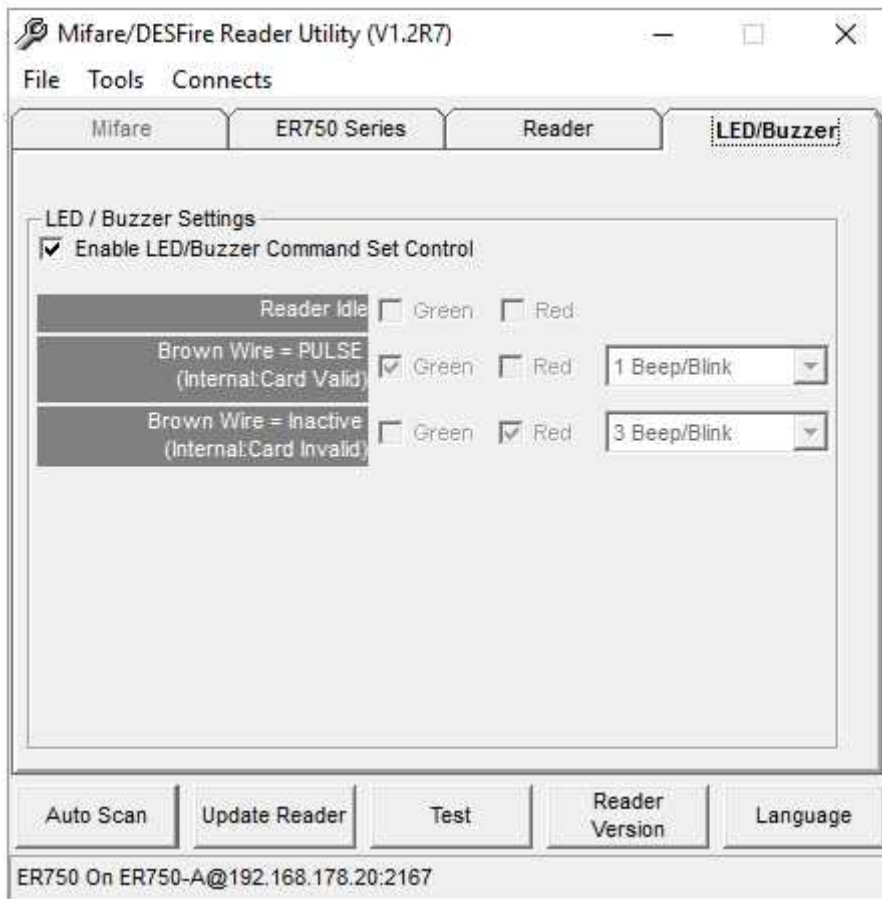 Mifare/DESFire Reader Utility (V1.2R7)
File Tools Connects
Mifare ER750 Series Reader LED/Buzzer
LED / Buzzer Settings
Enable LED/Buzzer Command Set Control
Reader Idle Green Red
Brown Wire = PULSE
(Internal:Card Valid) Green Red 1 Beep/Blink
Brown Wire = Inactive
(Internal:Card Invalid) Green Red 3 Beep/Blink
Auto Scan Update Reader Test Reader Version Language
ER750 On ER750-A@192.168.178.20:2167